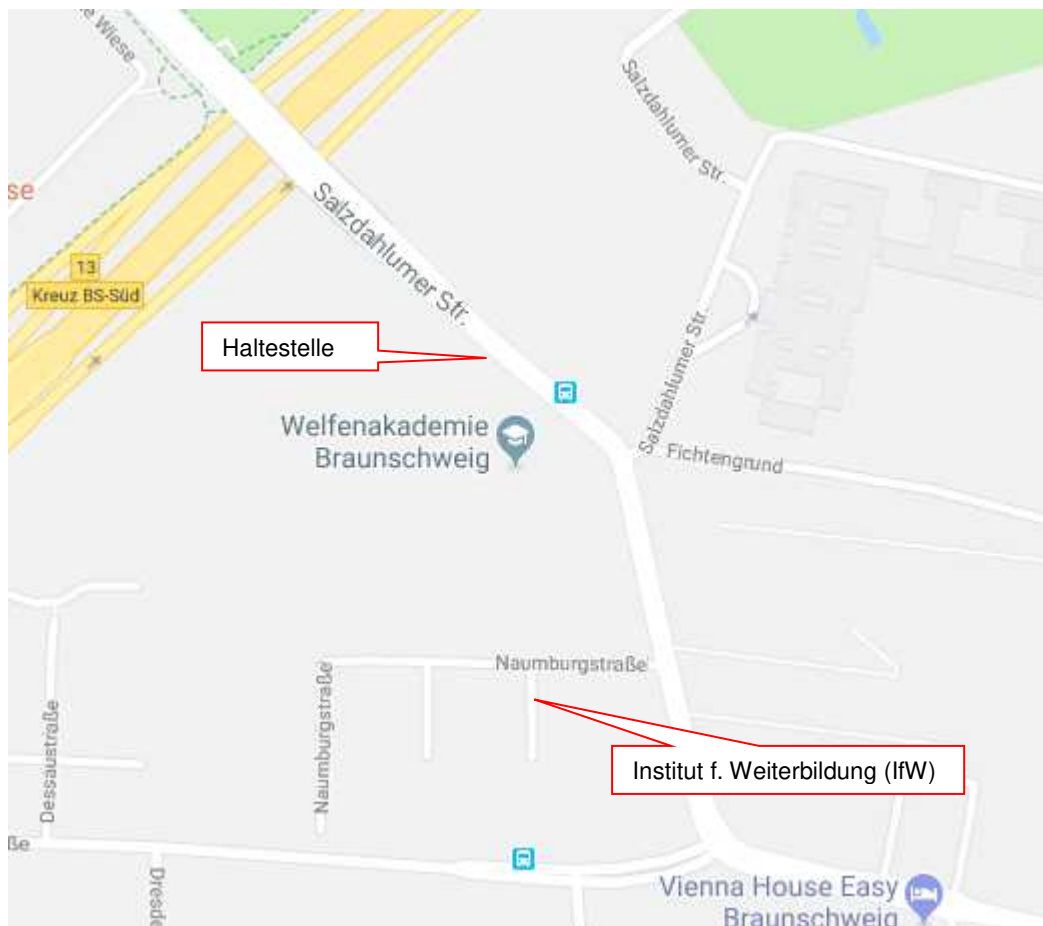 e Wiese
Salzdahlumer Str.
se
13
Kreuz BS-Süd
Salzdahlumer Str.
Haltestelle
Salzdahlumer Str.
Welfenakademie
Braunschweig
Fichtengrund
Naumburgstraße
Naumburgstraße
Dessaustraße
Institut f. Weiterbildung (IfW)
ße
Dresde
Vienna House Easy
Braunschweig